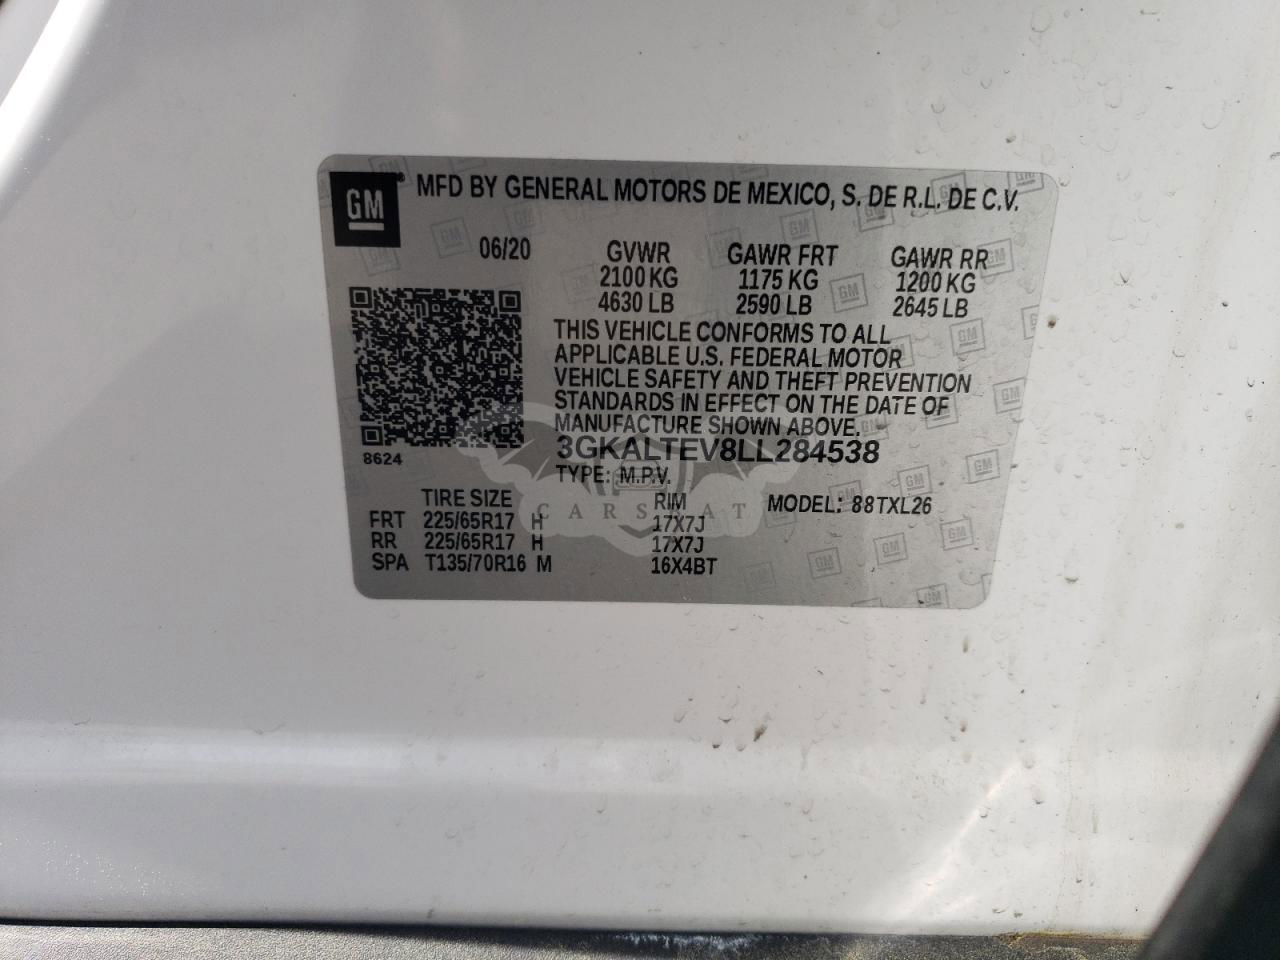 GM® MFD BY GENERAL MOTORS DE MEXICO, S. DE R.L. DE C.V.
06/20 GVWR GAWR FRT GAWR RR
2100 KG 1175 KG 1200 KG
4630 LB 2590 LB 2645 LB
THIS VEHICLE CONFORMS TO ALL
APPLICABLE U.S. FEDERAL MOTOR
VEHICLE SAFETY AND THEFT PREVENTION
STANDARDS IN EFFECT ON THE DATE OF
MANUFACTURE SHOWN ABOVE.
8624 3GKALTEV8LL284538
TYPE: M.P.V.
TIRE SIZE RIM MODEL: 88TXL26
FRT 225/65R17 H 17X7J
RR 225/65R17 H 17X7J
SPA T135/70R16 M 16X4BT
CARSBAT